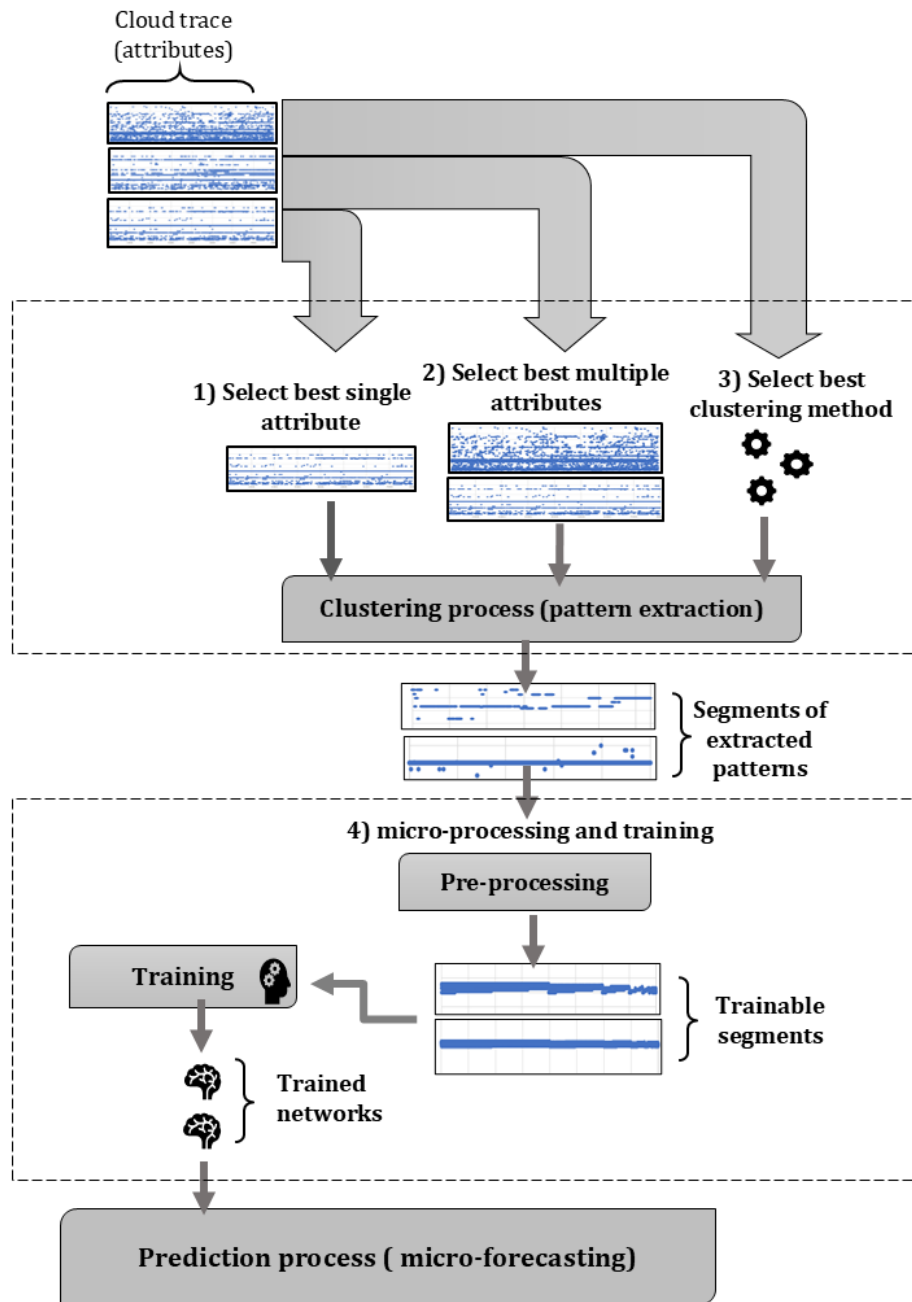 Cloud trace
(attributes)
1) Select best single
attribute
2) Select best multiple
attributes
3) Select best
clustering method
Clustering process (pattern extraction)
Segments of
extracted
patterns
4) micro-processing and training
Pre-processing
Training
Trainable
segments
Trained
networks
Prediction process ( micro-forecasting)